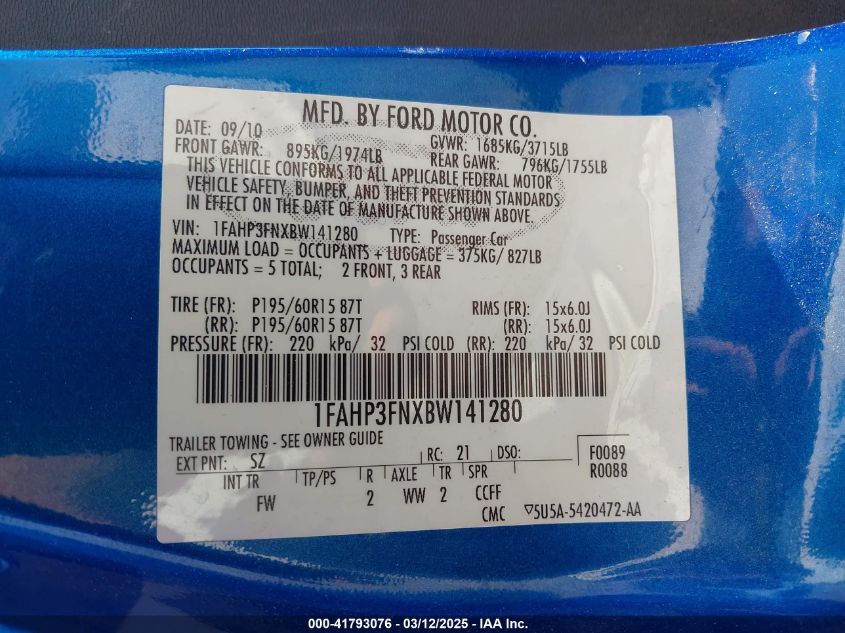 MFD. BY FORD MOTOR CO.
DATE: 09/10 GVWR: 1685KG/3715LB
FRONT GAWR: 895KG/1974LB REAR GAWR: 796KG/1755LB
THIS VEHICLE CONFORMS TO ALL APPLICABLE FEDERAL MOTOR
VEHICLE SAFETY, BUMPER, AND THEFT PREVENTION STANDARDS
IN EFFECT ON THE DATE OF MANUFACTURE SHOWN ABOVE.
VIN: 1FAHP3FNXBW141280 TYPE: Passenger Car
MAXIMUM LOAD = OCCUPANTS + LUGGAGE = 375KG/ 827LB
OCCUPANTS = 5 TOTAL; 2 FRONT, 3 REAR
TIRE (FR): P195/60R15 87T RIMS (FR): 15x6.0J
(RR): P195/60R15 87T (RR): 15x6.0J
PRESSURE (FR): 220 kPa/ 32 PSI COLD (RR): 220 kPa/ 32 PSI COLD
1FAHP3FNXBW141280
TRAILER TOWING - SEE OWNER GUIDE
EXT PNT: SZ RC: 21 DSO: F0089
R0088
INT TR TP/PS R AXLE TR SPR
FW 2 WW 2 CCFF
CMC ▽5U5A-5420472-AA
000-41793076 - 03/12/2025 - IAA Inc.